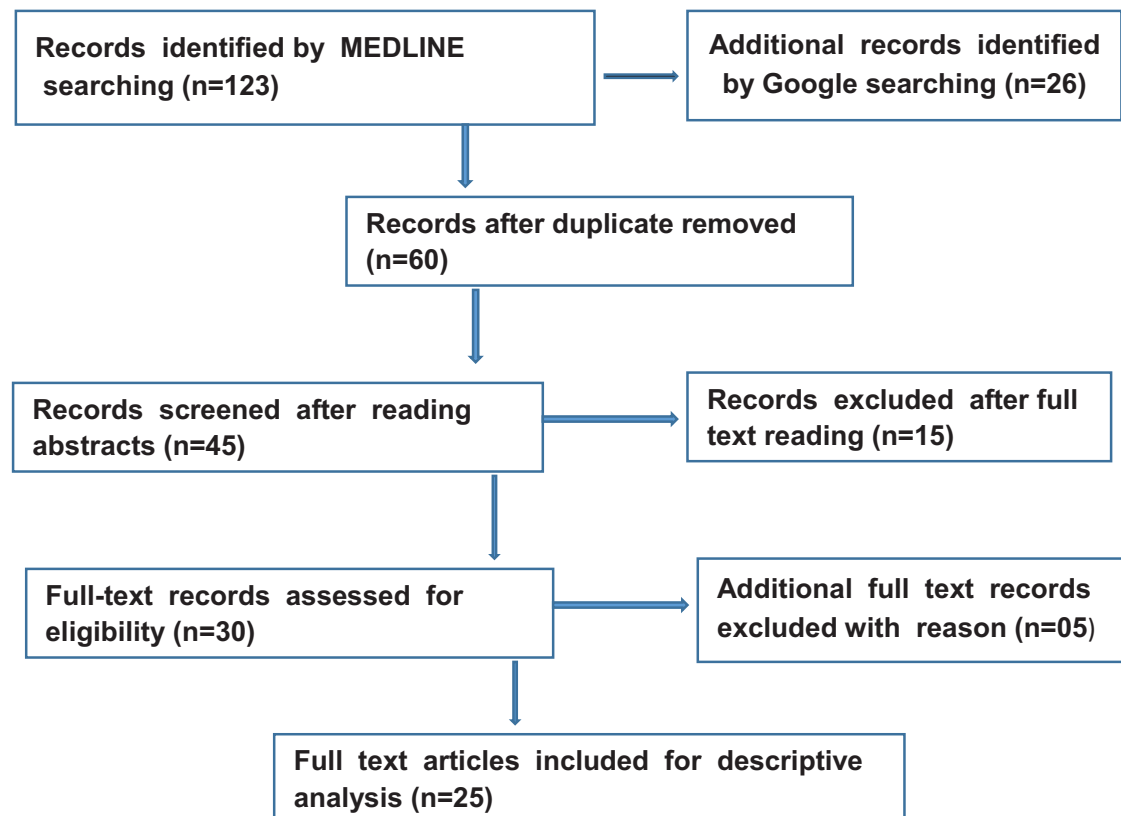 Records identified by MEDLINE
searching (n=123)
Additional records identified
by Google searching (n=26)
Records after duplicate removed
(n=60)
Records screened after reading
abstracts (n=45)
Records excluded after full
text reading (n=15)
Full-text records assessed for
eligibility (n=30)
Additional full text records
excluded with reason (n=05)
Full text articles included for descriptive
analysis (n=25)